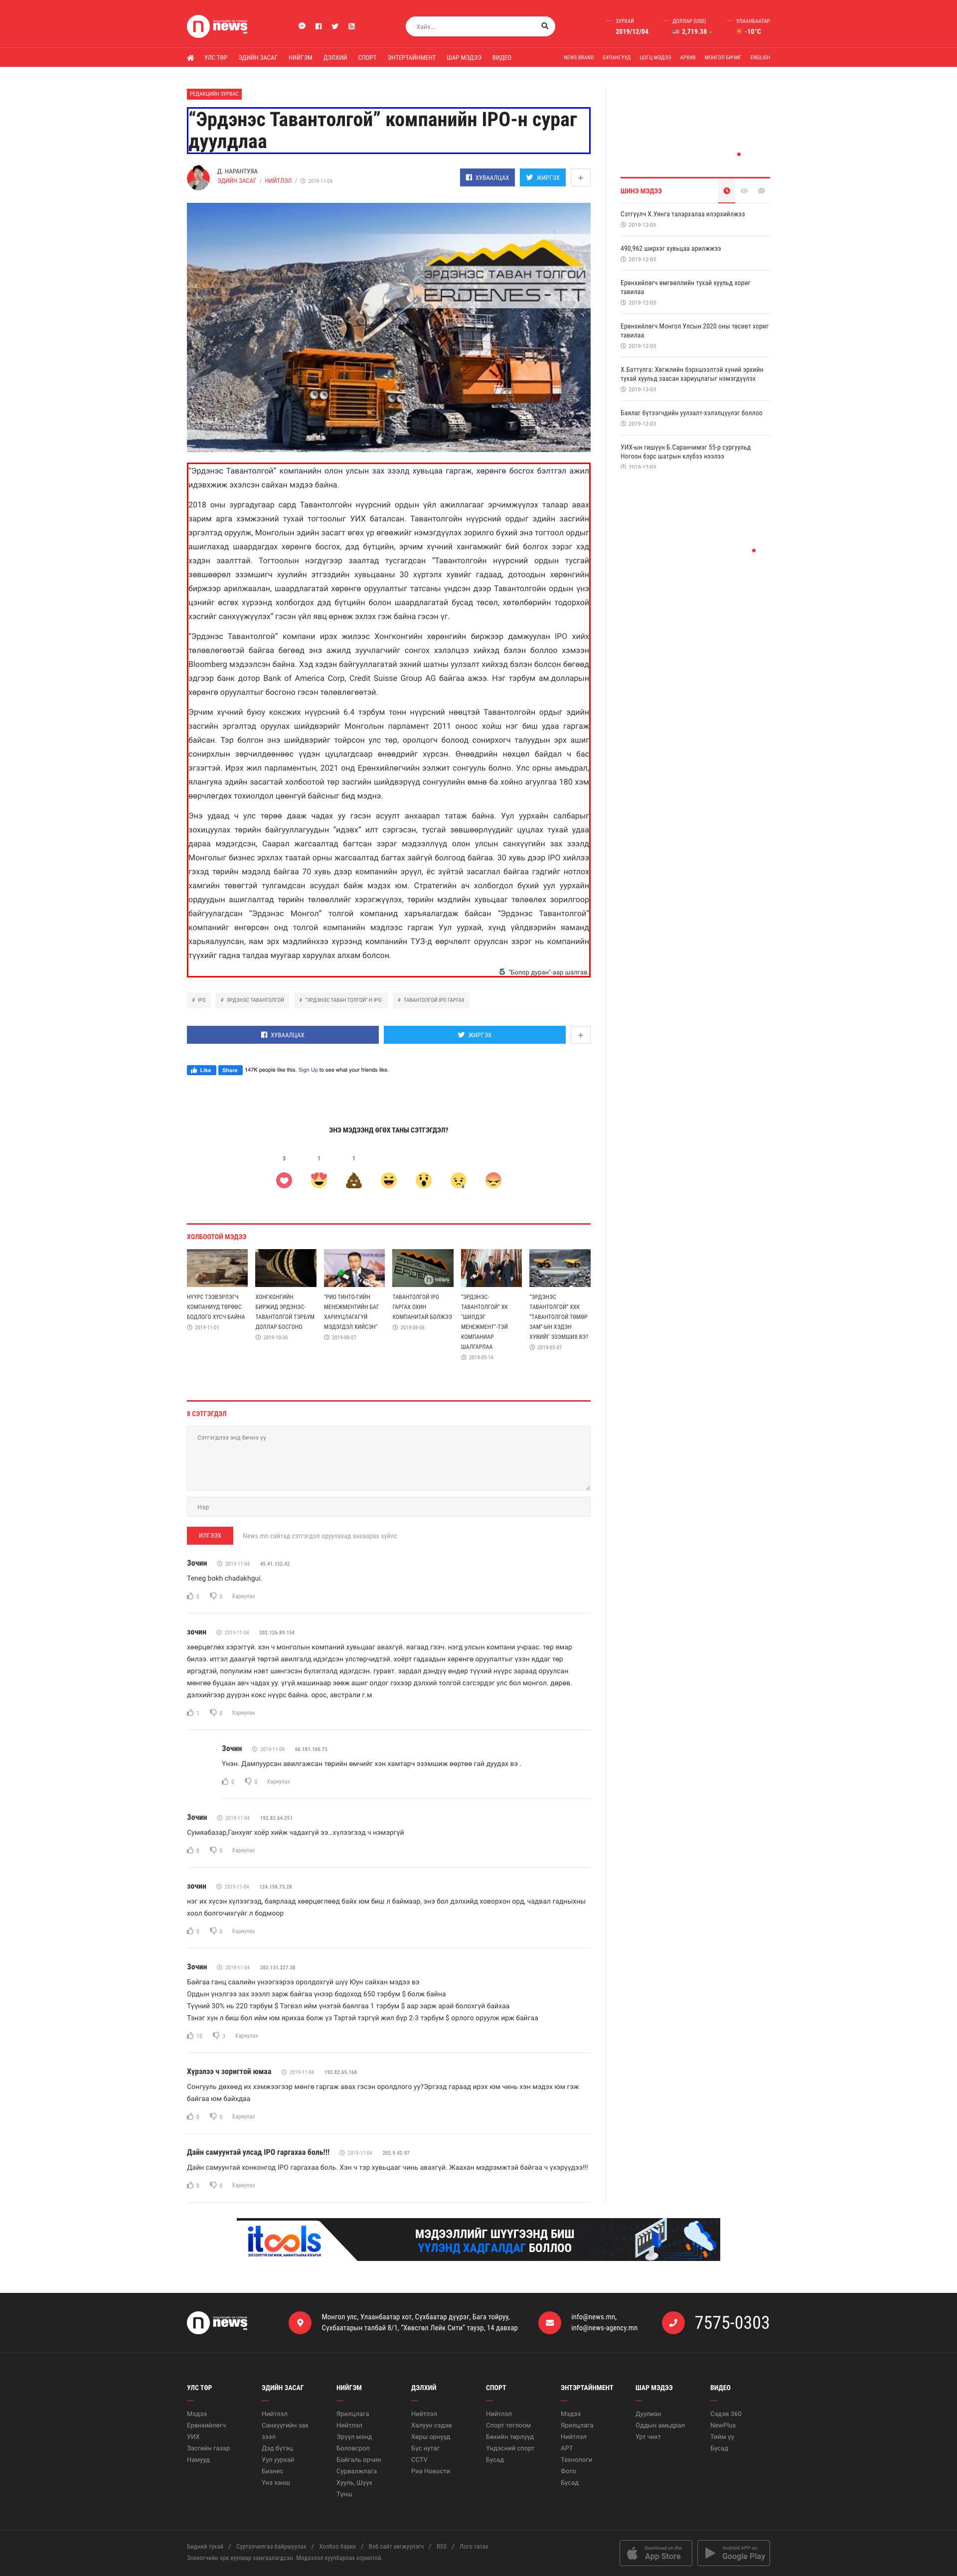 news
Хайх...
ЗУРХАЙ
2019/12/04
ДОЛЛАР (USD)
2,719.38
УЛААНБААТАР
-10°C
УЛС ТӨР
ЭДИЙН ЗАСАГ
НИЙГЭМ
ДЭЛХИЙ
СПОРТ
ЭНТЕРТАЙНМЕНТ
ШАР МЭДЭЭ
ВИДЕО
NEWS BRAND
БУЛАНГУУД
ЦОГЦ МЭДЭЭ
АРХИВ
МОНГОЛ БИЧИГ
ENGLISH
РЕДАКЦИЙН ЗУРВАС
“Эрдэнэс Тавантолгой” компанийн IPO-н сураг
дуулдлаа
Д. НАРАНТУЯА
ЭДИЙН ЗАСАГ / НИЙТЛЭЛ / 2019-11-04
ХУВААЛЦАХ
ЖИРГЭХ
ЭРДЭНЭС ТАВАН ТОЛГОЙ
ERDENES-TT
“Эрдэнэс Тавантолгой” компанийн олон улсын зах зээлд хувьцаа гаргаж, хөрөнгө босгох бэлтгэл ажил
идэвхжиж эхэлсэн сайхан мэдээ байна.
2018 оны зургадугаар сард Тавантолгойн нүүрсний ордын үйл ажиллагааг эрчимжүүлэх талаар авах
зарим арга хэмжээний тухай тогтоолыг УИХ баталсан. Тавантолгойн нүүрсний ордыг эдийн засгийн
эргэлтэд оруулж, Монголын эдийн засагт өгөх үр өгөөжийг нэмэгдүүлэх зорилго бүхий энэ тогтоол ордыг
ашиглахад шаардагдах хөрөнгө босгох, дэд бүтцийн, эрчим хүчний хангамжийг бий болгох зэрэг хэд
хэдэн заалттай. Тогтоолын нэгдүгээр заалтад тусгагдсан “Тавантолгойн нүүрсний ордын тусгай
зөвшөөрөл эзэмшигч хуулийн этгээдийн хувьцааны 30 хүртэлх хувийг гадаад, дотоодын хөрөнгийн
биржээр арилжаалан, шаардлагатай хөрөнгө оруулалтыг татсаны үндсэн дээр Тавантолгойн ордын үнэ
цэнийг өсгөх хүрээнд холбогдох дэд бүтцийн болон шаардлагатай бусад төсөл, хөтөлбөрийн тодорхой
хэсгийг санхүүжүүлэх” гэсэн үйл явц өрнөж эхлэх гэж байна гэсэн үг.
“Эрдэнэс Тавантолгой” компани ирэх жилээс Хонгконгийн хөрөнгийн биржээр дамжуулан IPO хийх
төлөвлөгөөтэй байгаа бөгөөд энэ ажилд зуучлагчийг сонгох хэлэлцээ хийхэд бэлэн боллоо хэмээн
Bloomberg мэдээлсэн байна. Хэд хэдэн байгууллагатай эхний шатны уулзалт хийхэд бэлэн болсон бөгөөд
эдгээр банк дотор Bank of America Corp, Credit Suisse Group AG байгаа ажээ. Нэг тэрбум ам.долларын
хөрөнгө оруулалтыг босгоно гэсэн төлөвлөгөөтэй.
Эрчим хүчний буюу коксжих нүүрсний 6.4 тэрбум тонн нүүрсний нөөцтэй Тавантолгойн ордыг эдийн
засгийн эргэлтэд оруулах шийдвэрийг Монголын парламент 2011 оноос хойш нэг биш удаа гаргаж
байсан. Тэр болгон энэ шийдвэрийг тойрсон улс төр, оролцогч болоод сонирхогч талуудын эрх ашиг
сонирхлын зөрчилдөөнөөс үүдэн цуцлагдсаар өнөөдрийг хүрсэн. Өнөөдрийн нөхцөл байдал ч бас
эгзэгтэй. Ирэх жил парламентын, 2021 онд Ерөнхийлөгчийн ээлжит сонгууль болно. Улс орны амьдрал,
ялангуяа эдийн засагтай холбоотой төр засгийн шийдвэрүүд сонгуулийн өмнө ба хойно агуулгаа 180 хэм
өөрчлөгдөх тохиолдол цөөнгүй байсныг бид мэднэ.
Энэ удаад ч улс төрөө дааж чадах уу гэсэн асуулт анхаарал татаж байна. Уул уурхайн салбарыг
зохицуулах төрийн байгууллагуудын “идэвх” илт сэргэсэн, тусгай зөвшөөрлүүдийг цуцлах тухай удаа
дараа мэдэгдсэн, Саарал жагсаалтад багтсан зэрэг мэдээллүүд олон улсын санхүүгийн зах зээлд
Монголыг бизнес эрхлэх таатай орны жагсаалтад багтах зайгүй болгоод байгаа. 30 хувь дээр IPO хийлээ
гэхэд төрийн мэдэлд байгаа 70 хувь дээр компанийн эрүүл, ёс зүйтэй засаглал байгаа гэдгийг нотлох
хамгийн төвөгтэй тулгамдсан асуудал байж мэдэх юм. Стратегийн ач холбогдол бүхий уул уурхайн
ордуудын ашиглалтад төрийн төлөөллийг хэрэгжүүлэх, төрийн мэдлийн хувьцааг төлөөлөх зорилгоор
байгуулагдсан “Эрдэнэс Монгол” толгой компанид харъяалагдаж байсан “Эрдэнэс Тавантолгой”
компанийг өнгөрсөн онд толгой компанийн мэдлээс гаргаж Уул уурхай, хүнд үйлдвэрийн яаманд
харьяалуулсан, яам эрх мэдлийнхээ хүрээнд компанийн ТУЗ-д өөрчлөлт оруулсан зэрэг нь компанийн
түүхийг гадна талдаа муугаар харуулах алхам болсон.
"Болор дуран"-аар шалгав.
# IPO
# ЭРДЭНЭС ТАВАНТОЛГОЙ
# "ЭРДЭНЭС ТАВАН ТОЛГОЙ"-Н IPO-
# ТАВАНТОЛГОЙ IPO ГАРГАХ
ХУВААЛЦАХ
ЖИРГЭХ
Like
Share
147K people like this. Sign Up to see what your friends like.
ЭНЭ МЭДЭЭНД ӨГӨХ ТАНЫ СЭТГЭГДЭЛ?
3
1
1
ХОЛБООТОЙ МЭДЭЭ
НҮҮРС ТЭЭВЭРЛЭГЧ
КОМПАНИУД ТӨРӨӨС
БОДЛОГО ХҮСЧ БАЙНА
2019-11-01
ХОНГКОНГИЙН
БИРЖИД ЭРДЭНЭС-
ТАВАНТОЛГОЙ ТЭРБУМ
ДОЛЛАР БОСГОНО
2019-10-30
"РИО ТИНТО-ГИЙН
МЕНЕЖМЕНТИЙН БАГ
ХАРИУЦЛАГАГҮЙ
МЭДЭГДЭЛ ХИЙСЭН"
2019-08-07
ТАВАНТОЛГОЙ IPO
ГАРГАХ ОХИН
КОМПАНИТАЙ БОЛЖЭЭ
2019-06-06
“ЭРДЭНЭС-
ТАВАНТОЛГОЙ” ХК
“ШИЛДЭГ
МЕНЕЖМЕНТ”-ТЭЙ
КОМПАНИАР
ШАЛГАРЛАА
2019-05-14
“ЭРДЭНЭС
ТАВАНТОЛГОЙ” ХХК
“ТАВАНТОЛГОЙ ТӨМӨР
ЗАМ”-ЫН ХЭДЭН
ХУВИЙГ ЭЗЭМШИХ ВЭ?
2019-05-07
8 СЭТГЭГДЭЛ
Сэтгэгдлээ энд бичнэ үү
Нэр
ИЛГЭЭХ
News.mn сайтад сэтгэгдэл оруулахад анхаарах зүйлс
Зочин 2019-11-04 45.41.132.42
Teneg bokh chadakhgui.
0 0 Хариулах
зочин 2019-11-04 202.126.89.154
хөөрцөглөх хэрэггүй. хэн ч монголын компаний хувьцааг авахгүй. яагаад гээч. нэгд улсын компани учраас. төр ямар
билээ. итгэл даахгүй төртэй авилгалд идэгдсэн улстөрчидтэй. хоёрт гадаадын хөрөнгө оруулалтыг үзэн яддаг төр
иргэдтэй, популизм нэвт шингэсэн бүлэглэлд идэгдсэн. гуравт. зардал дэндүү өндөр түүхий нүүрс зараад оруулсан
мөнгөө буцаан авч чадах уу. үгүй.машинаар зөөж ашиг олдог гэхээр дэлхий толгой сэгсэрдэг улс бол монгол. дөрөв.
дэлхийгээр дүүрэн кокс нүүрс байна. орос, австрали г.м
1 0 Хариулах
Зочин 2019-11-04 66.181.160.73
Үнэн. Дампуурсан авилгажсан төрийн өмчийг хэн хамтарч эзэмшиж өөртөө гай дуудах вэ .
0 0 Хариулах
Зочин 2019-11-04 192.82.64.251
Сумяабазар,Ганхуяг хоёр хийж чадахгүй ээ...хүлээгээд ч нэмэргүй
0 0 Хариулах
зочин 2019-11-04 124.158.73.28
нэг их хүсэн хүлээгээд, баярлаад хөөрцөглөөд байх юм биш л баймаар, энэ бол дэлхийд ховорхон орд, чадвал гадныхны
хоол болгочихгүйг л бодмоор
0 0 Хариулах
Зочин 2019-11-04 202.131.227.30
Байгаа ганц саалийн үнээгээрээ оролдохгүй шүү Юун сайхан мэдээ вэ
Ордын үнэлгээ зах зээлп зарж байгаа үнээр бодоход 650 тэрбум $ болж байна
Түүний 30% нь 220 тэрбум $ Тэгвэл ийм үнэтэй баялгаа 1 тэрбум $ аар зарж арай болохгүй байхаа
Тэнэг хүн л биш бол ийм юм ярихаа болж үз Тэртэй тэргүй жил бүр 2-3 тэрбум $ орлого оруулж ирж байгаа
10 3 Хариулах
Хүрэлээ ч зоригтой юмаа 2019-11-04 192.82.65.168
Сонгууль дөхөөд их хэмжээгээр мөнгө гаргаж авах гэсэн оролдлого уу?Эргээд гараад ирэх юм чинь хэн мэдэх юм гэж
байгаа юм байхдаа
0 0 Хариулах
Дайн самуунтай улсад IPO гаргахаа боль!!! 2019-11-04 202.9.42.97
Дайн самуунтай хонконгод IPO гаргахаа боль. Хэн ч тэр хувьцааг чинь авахгүй. Жаахан мэдрэмжтэй байгаа ч үхэрүүдээ!!!
0 0 Хариулах
ШИНЭ МЭДЭЭ
Сэтгүүлч Х.Уянга талархалаа илэрхийлжээ
2019-12-03
490,962 ширхэг хувьцаа арилжжээ
2019-12-03
Ерөнхийлөгч өмгөөллийн тухай хуульд хориг
тавилаа
2019-12-03
Ерөнхийлөгч Монгол Улсын 2020 оны төсөвт хориг
тавилаа
2019-12-03
Х.Баттулга: Хөгжлийн бэрхшээлтэй хүний эрхийн
тухай хуульд заасан хариуцлагыг нэмэгдүүлэх
2019-12-03
Баялаг бүтээгчдийн уулзалт-хэлэлцүүлэг боллоо
2019-12-03
УИХ-ын гишүүн Б.Саранчимэг 55-р сургуульд
Ногоон бэрс шатрын клубээ нээлээ
2019-12-03
itools
МЭДЭЭЛЛИЙГ ШҮҮГЭЭНД БИШ
ҮҮЛЭНД ХАДГАЛДАГ БОЛЛОО
news
Монгол улс, Улаанбаатар хот, Сүхбаатар дүүрэг, Бага тойруу,
Сүхбаатарын талбай 8/1, “Хөвсгөл Лейк Сити” тауэр, 14 давхар
info@news.mn,
info@news-agency.mn
7575-0303
УЛС ТӨР
Мэдээ
Ерөнхийлөгч
УИХ
Засгийн газар
Намууд
ЭДИЙН ЗАСАГ
Нийтлэл
Санхүүгийн зах
зээл
Дэд бүтэц
Уул уурхай
Бизнес
Үнэ ханш
НИЙГЭМ
Ярилцлага
Нийтлэл
Эрүүл мэнд
Боловсрол
Байгаль орчин
Сурвалжлага
Хууль, Шүүх
Түнш
ДЭЛХИЙ
Нийтлэл
Халуун сэдэв
Хөрш орнууд
Бүс нутаг
CCTV
Риа Новости
СПОРТ
Нийтлэл
Спорт тоглоом
Бөхийн төрлүүд
Үндэсний спорт
Бусад
ЭНТЭРТАЙНМЕНТ
Мэдээ
Ярилцлага
Нийтлэл
АРТ
Технологи
Фото
Бусад
ШАР МЭДЭЭ
Дуулиан
Оддын амьдрал
Урт чихт
ВИДЕО
Сэдэв 360
NewPlus
Тийм үү
Бусад
Бидний тухай / Сурталчилгаа байршуулах / Холбоо барих / Вэб сайт хөгжүүлэгч / RSS / Лого татах
Зохиогчийн эрх хуулиар хамгаалагдсан. Мэдээлэл хуулбарлах хориотой.
Download on the
App Store
Android APP on
Google Play